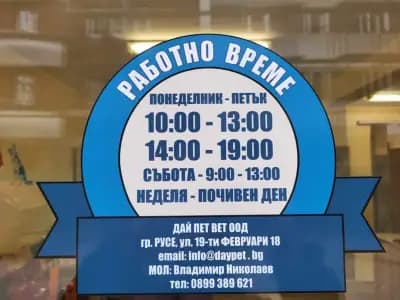 РАБОТНО ВРЕМЕ
ПОНЕДЕЛНИК - ПЕТЪК
10:00 - 13:00
14:00 - 19:00
СЪБОТА - 9:00 - 13:00
НЕДЕЛЯ - ПОЧИВЕН ДЕН
ДАЙ ПЕТ ВЕТ ООД
гр. РУСЕ, ул. 19-ти ФЕВРУАРИ 18
email: info@daypet . bg
МОЛ: Владимир Николаев
тел: 0899 389 621